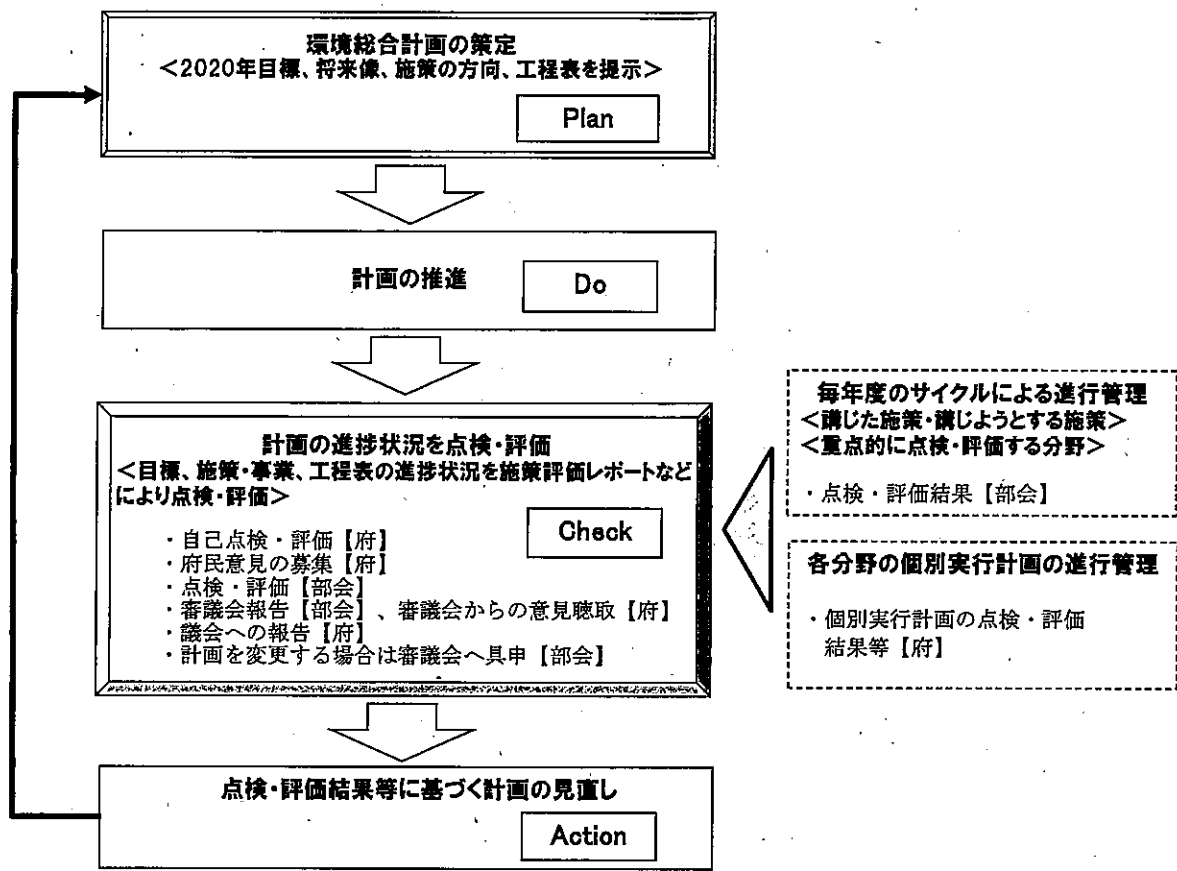 環境総合計画の策定
<2020年目標、将来像、施策の方向、工程表を提示>
Plan
計画の推進
Do
計画の進捗状況を点検・評価
<目標、施策・事業、工程表の進捗状況を施策評価レポートなど
により点検・評価>
Check
・自己点検・評価【府】
・府民意見の募集【府】
・点検・評価【部会】
・審議会報告【部会】、審議会からの意見聴取【府】
・議会への報告【府】
・計画を変更する場合は審議会へ具申【部会】
毎年度のサイクルによる進行管理
<講じた施策・講じようとする施策>
<重点的に点検・評価する分野>
・点検・評価結果【部会】
各分野の個別実行計画の進行管理
・個別実行計画の点検・評価
結果等【府】
点検・評価結果等に基づく計画の見直し
Action